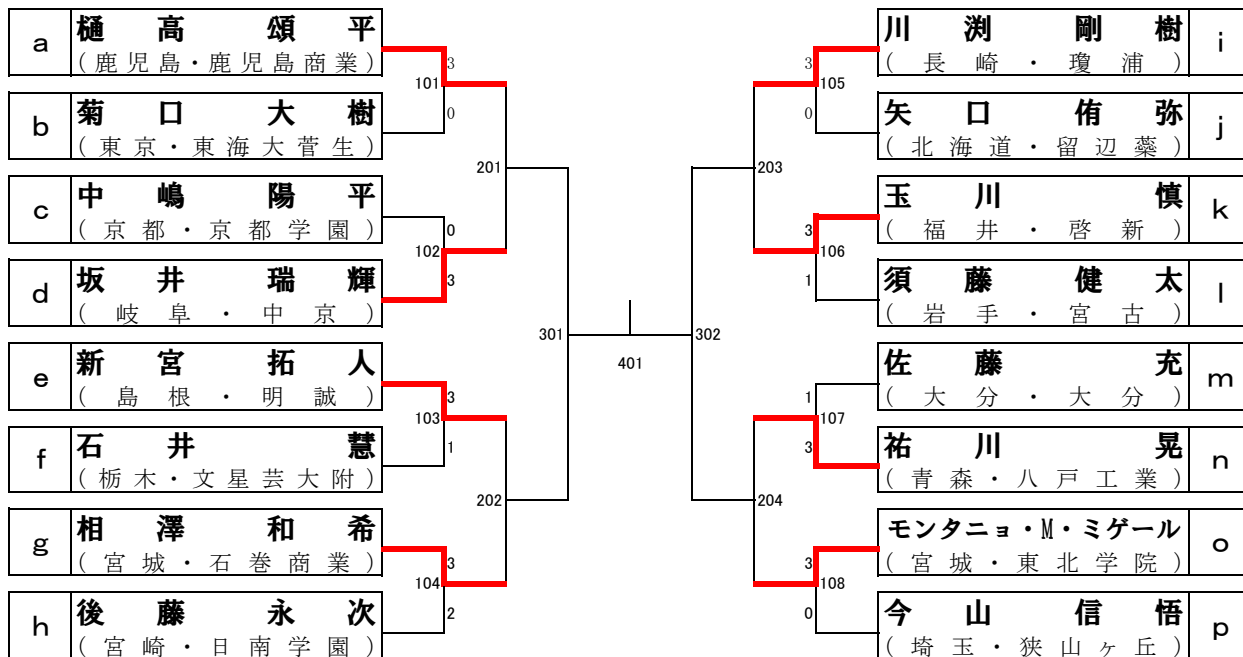 a 樋高頌平
(鹿児島・鹿児島商業)
b 菊口大樹
(東京・東海大菅生)
c 中嶋陽平
(京都・京都学園)
d 坂井瑞輝
(岐阜・中京)
e 新宮拓人
(島根・明誠)
f 石井慧
(栃木・文星芸大附)
g 相澤和希
(宮城・石巻商業)
h 後藤永次
(宮崎・日南学園)
3
101
0
201
0
102
3
301
3
103
1
202
3
104
2
401
川渕剛樹 i
(長崎・瓊浦)
矢口侑弥 j
(北海道・留辺蘂)
玉川慎 k
(福井・啓新)
須藤健太 l
(岩手・宮古)
佐藤充 m
(大分・大分)
祐川晃 n
(青森・八戸工業)
モンタニョ・M・ミゲール o
(宮城・東北学院)
今山信悟 p
(埼玉・狭山ヶ丘)
3
105
0
203
3
106
1
302
1
107
3
204
3
108
0